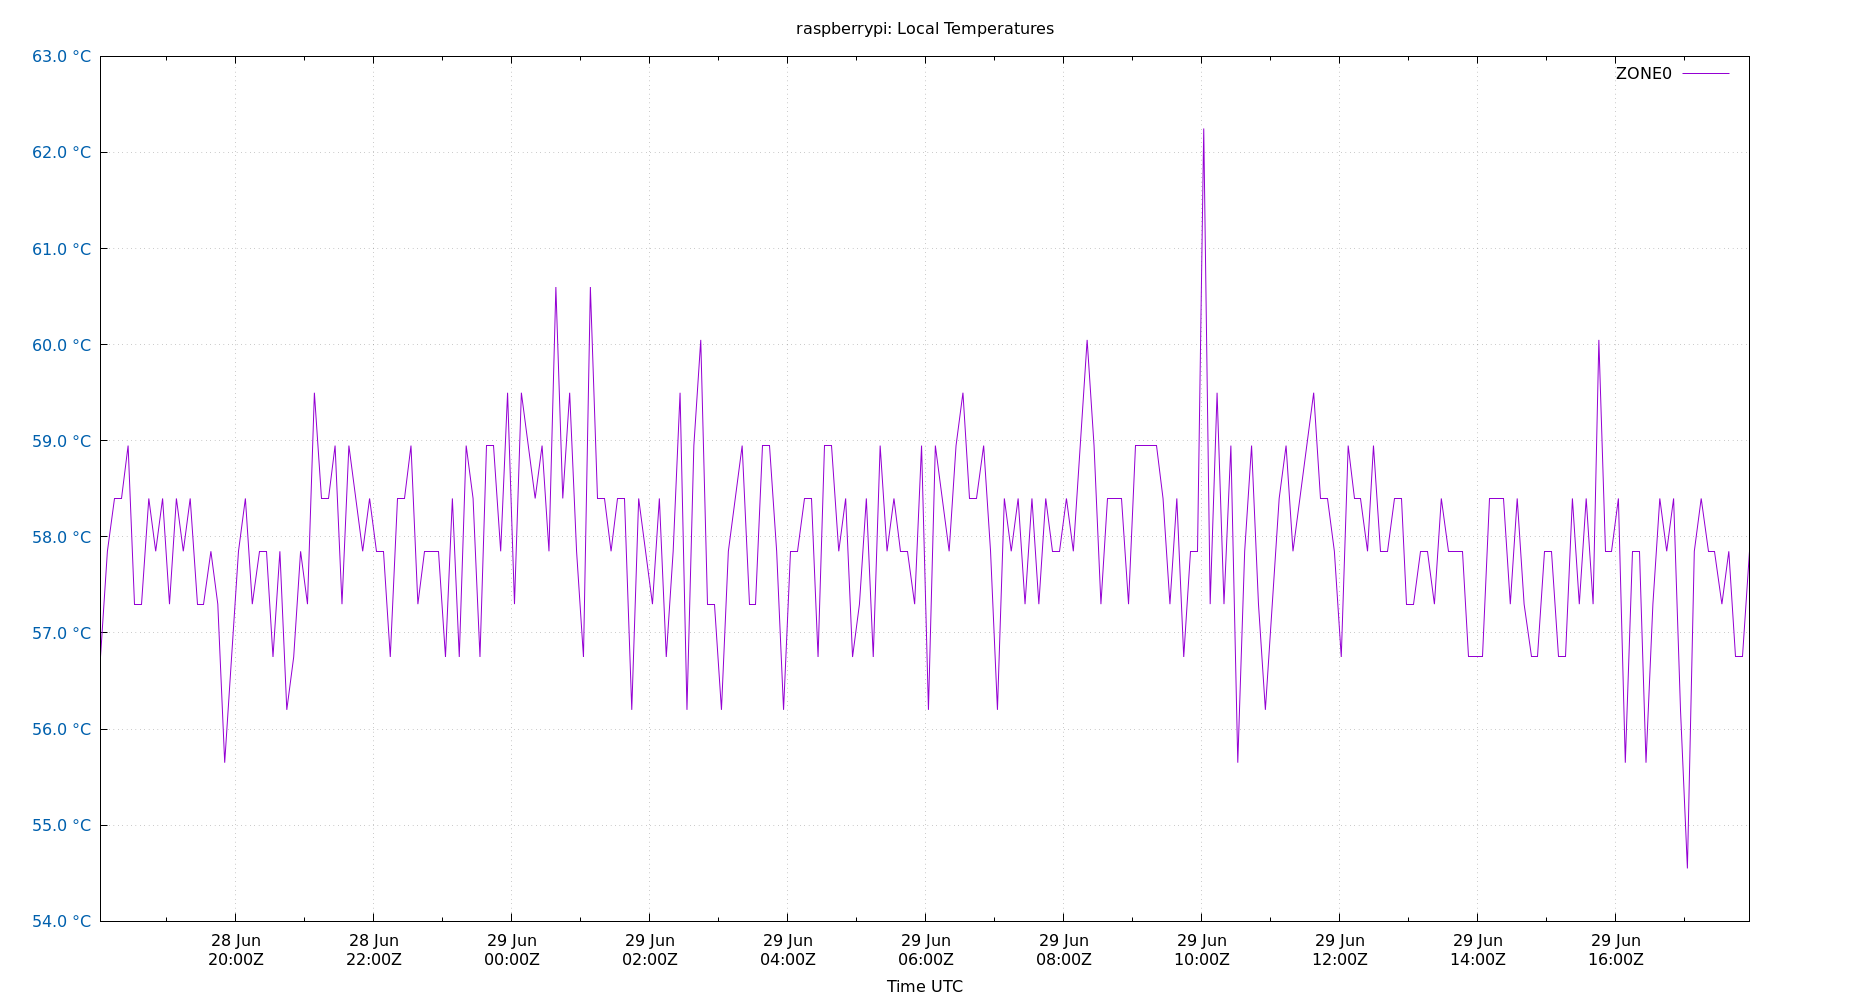 raspberrypi: Local Temperatures
63.0 °C
ZONE0
62.0 °C
61.0 °C
60.0 °C
59.0 °C
58.0 °C
57.0 °C
56.0 °C
55.0 °C
54.0 °C
28 Jun 28 Jun 29 Jun 29 Jun 29 Jun 29 Jun 29 Jun 29 Jun 29 Jun 29 Jun 29 Jun
20:00Z 22:00Z 00:00Z 02:00Z 04:00Z 06:00Z 08:00Z 10:00Z 12:00Z 14:00Z 16:00Z
Time UTC